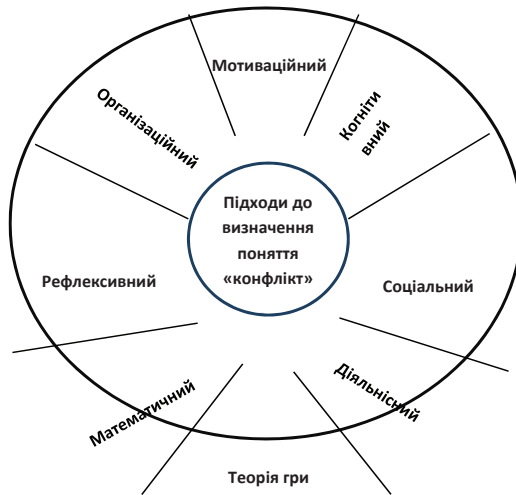 Мотиваційний
Когніти
вний
Організаційний
Підходи до
визначення
поняття
«конфлікт»
Рефлексивний
Соціальний
Математичний
Діяльнісний
Теорія гри